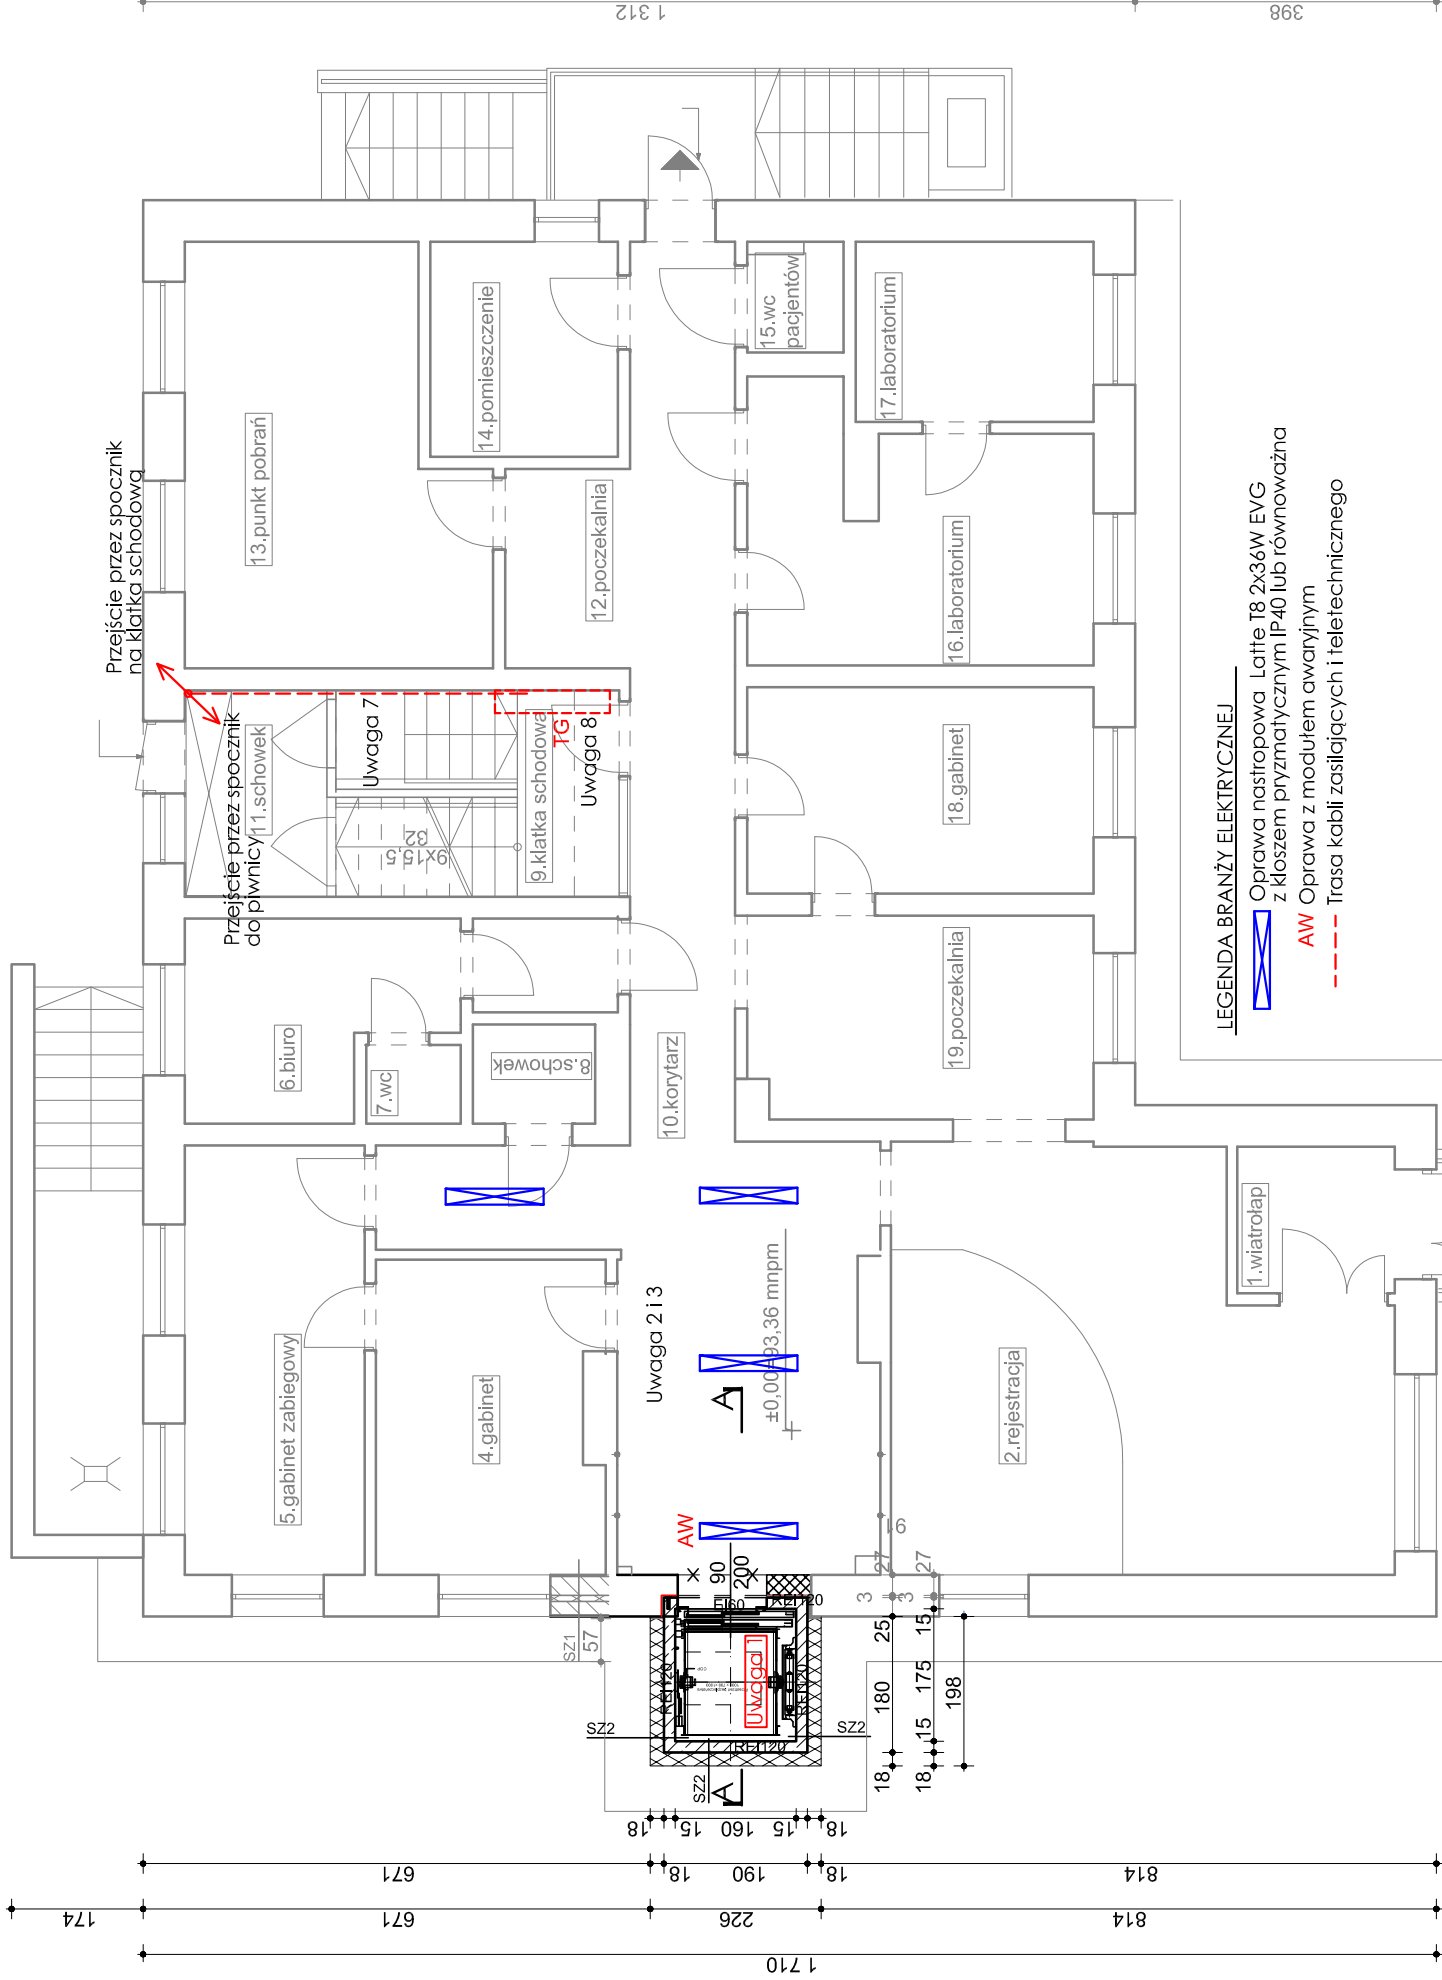 Przejście przez spocznik
na klatka schodową
Przejście przez spocznik
do piwnicy
13.punkt pobrań
14.pomieszczenie
15.wc
pacjentów
17.laboratorium
12.poczekalnia
16.laboratorium
11.schowek
Uwaga 7
9.klatka schodowa
TG
Uwaga 8
9x15,5
32
18.gabinet
6.biuro
7.wc
8.schowek
10.korytarz
19.poczekalnia
5.gabinet zabiegowy
4.gabinet
Uwaga 2 i 3
A
±0,00=93,36 mnpm
2.rejestracja
1.wiatrołap
AW
90
200
EI60
REI120
REI120
REI120
REI120
Uwaga 1
SZ1
57
SZ2
SZ2
SZ2
A
91
27
27
3
3
25
15
180
175
198
15
18
18
18
15
160
15
18
671
18
190
18
814
174
671
226
814
1 710
1 312
398
LEGENDA BRANŻY ELEKTRYCZNEJ
Oprawa nastropowa Latte T8 2x36W EVG
z kloszem pryzmatycznym IP40 lub równoważna
AW Oprawa z modułem awaryjnym
Trasa kabli zasilających i teletechnicznego